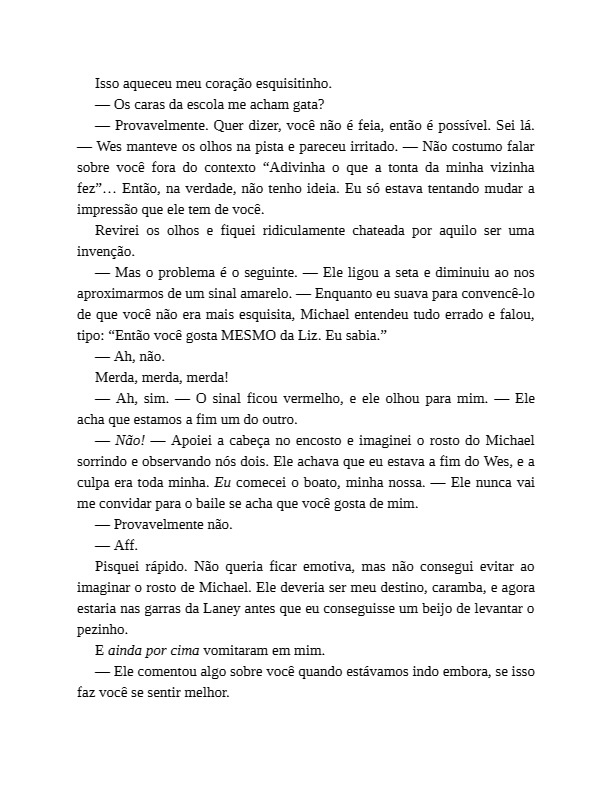 Isso aqueceu meu coração esquisitinho.
— Os caras da escola me acham gata?
— Provavelmente. Quer dizer, você não é feia, então é possível. Sei lá.
— Wes manteve os olhos na pista e pareceu irritado. — Não costumo falar
sobre você fora do contexto “Adivinha o que a tonta da minha vizinha
fez”… Então, na verdade, não tenho ideia. Eu só estava tentando mudar a
impressão que ele tem de você.
Revirei os olhos e fiquei ridiculamente chateada por aquilo ser uma
invenção.
— Mas o problema é o seguinte. — Ele ligou a seta e diminuiu ao nos
aproximarmos de um sinal amarelo. — Enquanto eu suava para convencê-lo
de que você não era mais esquisita, Michael entendeu tudo errado e falou,
tipo: “Então você gosta MESMO da Liz. Eu sabia.”
— Ah, não.
Merda, merda, merda!
— Ah, sim. — O sinal ficou vermelho, e ele olhou para mim. — Ele
acha que estamos a fim um do outro.
— Não! — Apoiei a cabeça no encosto e imaginei o rosto do Michael
sorrindo e observando nós dois. Ele achava que eu estava a fim do Wes, e a
culpa era toda minha. Eu comecei o boato, minha nossa. — Ele nunca vai
me convidar para o baile se acha que você gosta de mim.
— Provavelmente não.
— Aff.
Pisquei rápido. Não queria ficar emotiva, mas não consegui evitar ao
imaginar o rosto de Michael. Ele deveria ser meu destino, caramba, e agora
estaria nas garras da Laney antes que eu conseguisse um beijo de levantar o
pezinho.
E ainda por cima vomitaram em mim.
— Ele comentou algo sobre você quando estávamos indo embora, se isso
faz você se sentir melhor.